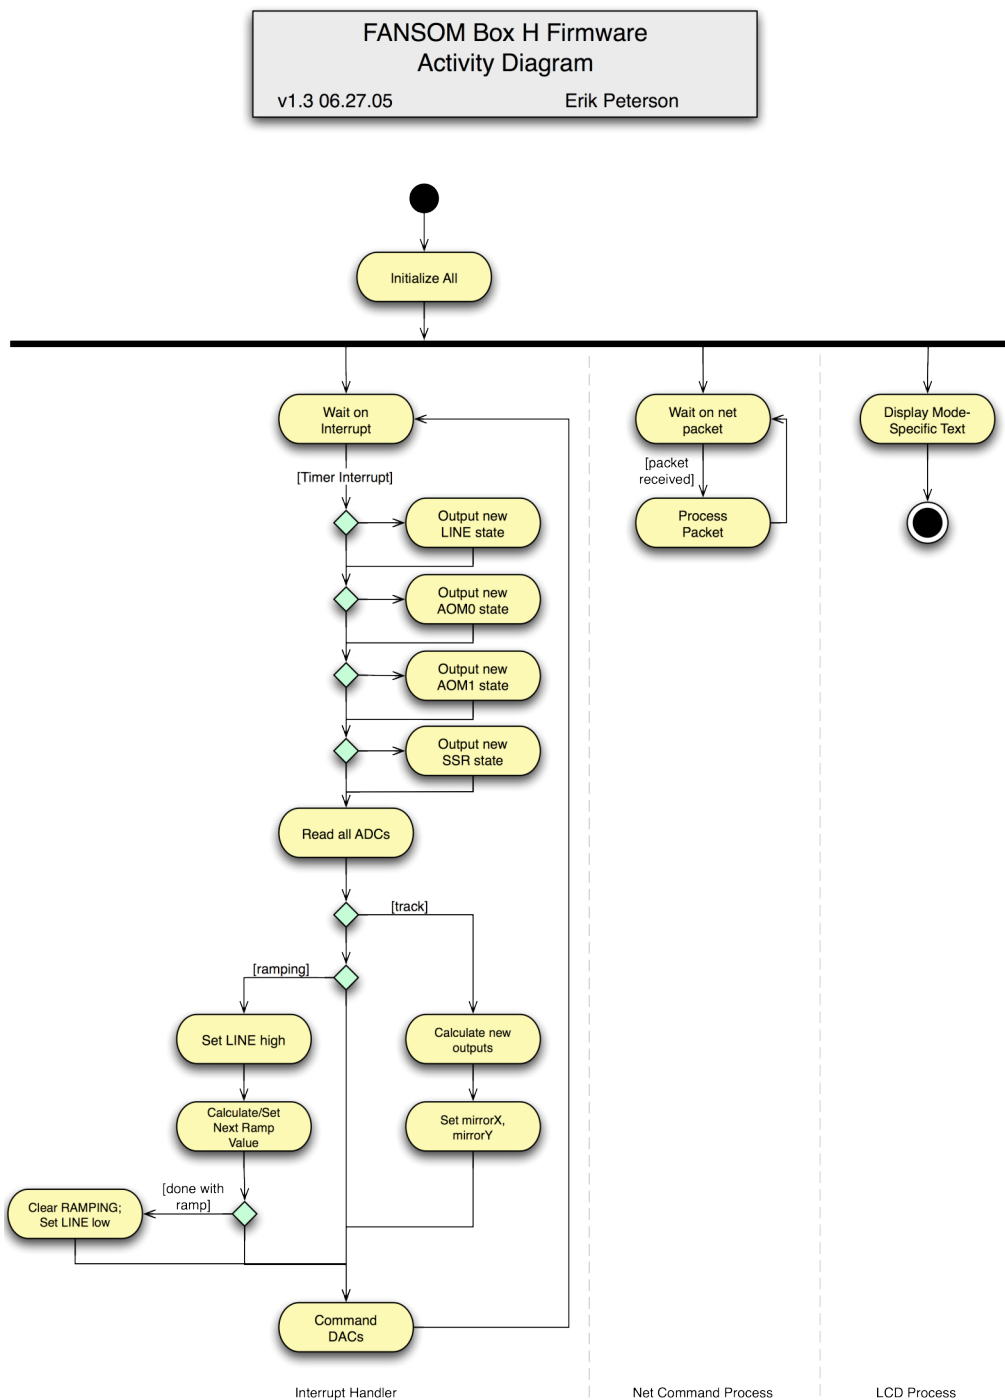 FANSOM Box H Firmware
Activity Diagram
v1.3 06.27.05
Erik Peterson
Initialize All
Wait on
Interrupt
[Timer Interrupt]
Output new
LINE state
Output new
AOM0 state
Output new
AOM1 state
Output new
SSR state
Read all ADCs
[track]
[ramping]
Set LINE high
Calculate new
outputs
Calculate/Set
Next Ramp
Value
Set mirrorX,
mirrorY
[done with
ramp]
Clear RAMPING;
Set LINE low
Command
DACs
Interrupt Handler
Wait on net
packet
[packet
received]
Process
Packet
Net Command Process
Display Mode-
Specific Text
LCD Process